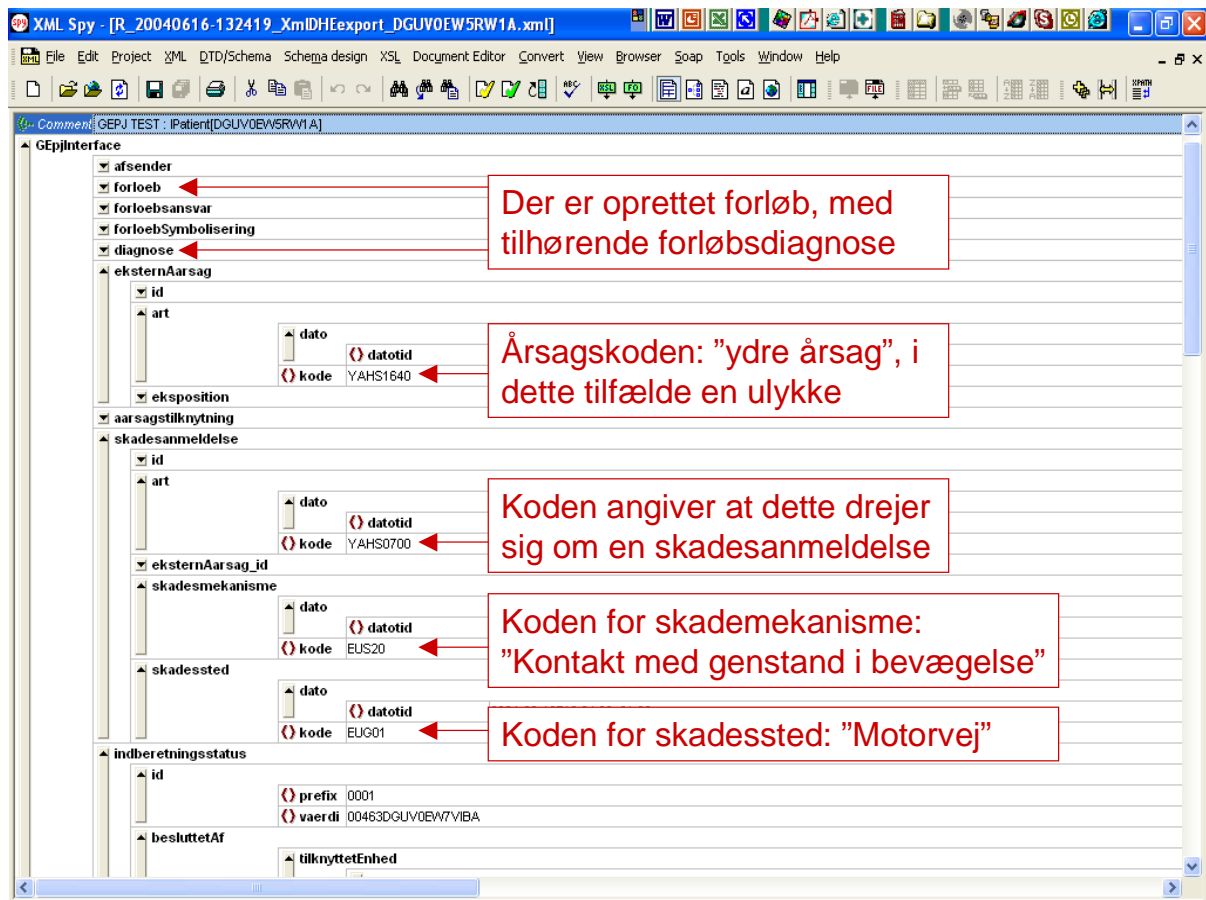 XML Spy - [R_20040616-132419_XmlDHEexport_DGUV0EW5RW1A.xml]
File Edit Project XML DTD/Schema Schema design XSL Document Editor Convert View Browser Soap Tools Window Help
Comment GEPJ TEST : IPatient[DGUV0EW5RW1A]
GEpjInterface
afsender
forloeb
Der er oprettet forløb, med
tilhørende forløbsdiagnose
forloebsansvar
forloebSymbolisering
diagnose
eksternAarsag
id
art
dato
datotid
kode YAHS1640
Årsagskoden: ”ydre årsag”, i
dette tilfælde en ulykke
eksposition
aarsagstilknytning
skadesanmeldelse
id
art
dato
datotid
kode YAHS0700
Koden angiver at dette drejer
sig om en skadesanmeldelse
eksternAarsag_id
skadesmekanisme
dato
datotid
kode EUS20
Koden for skademekanisme:
”Kontakt med genstand i bevægelse”
skadessted
dato
datotid
kode EUG01
Koden for skadessted: ”Motorvej”
indberetningsstatus
id
prefix 0001
vaerdi 00463DGUV0EW7VIBA
besluttetAf
tilknyttetEnhed